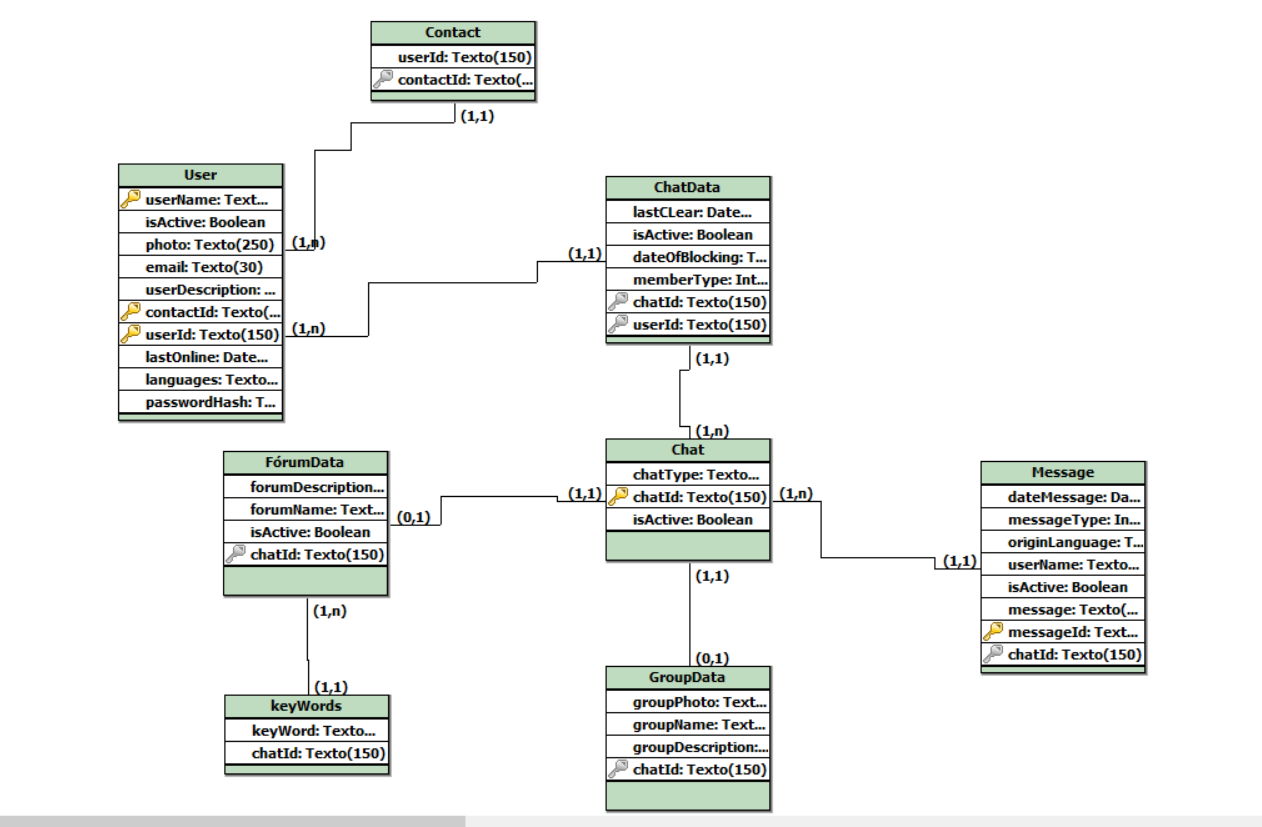 Contact
userId: Texto(150)
contactId: Texto(...
(1,1)
User
userName: Text...
isActive: Boolean
photo: Texto(250)
email: Texto(30)
userDescription: ...
contactId: Texto(...
userId: Texto(150)
lastOnline: Date...
languages: Texto...
passwordHash: T...
(1,n)
(1,n)
ChatData
lastCLear: Date...
isActive: Boolean
dateOfBlocking: T...
memberType: Int...
chatId: Texto(150)
userId: Texto(150)
(1,1)
(1,1)
(1,n)
Chat
chatType: Texto...
chatId: Texto(150)
isActive: Boolean
(1,1)
(1,n)
(1,1)
FórumData
forumDescription...
forumName: Text...
isActive: Boolean
chatId: Texto(150)
(0,1)
(1,n)
(1,1)
keyWords
keyWord: Texto...
chatId: Texto(150)
(0,1)
GroupData
groupPhoto: Text...
groupName: Text...
groupDescription:...
chatId: Texto(150)
Message
dateMessage: Da...
messageType: In...
originLanguage: T...
userName: Texto...
isActive: Boolean
message: Texto(...
messageId: Text...
chatId: Texto(150)
(1,1)